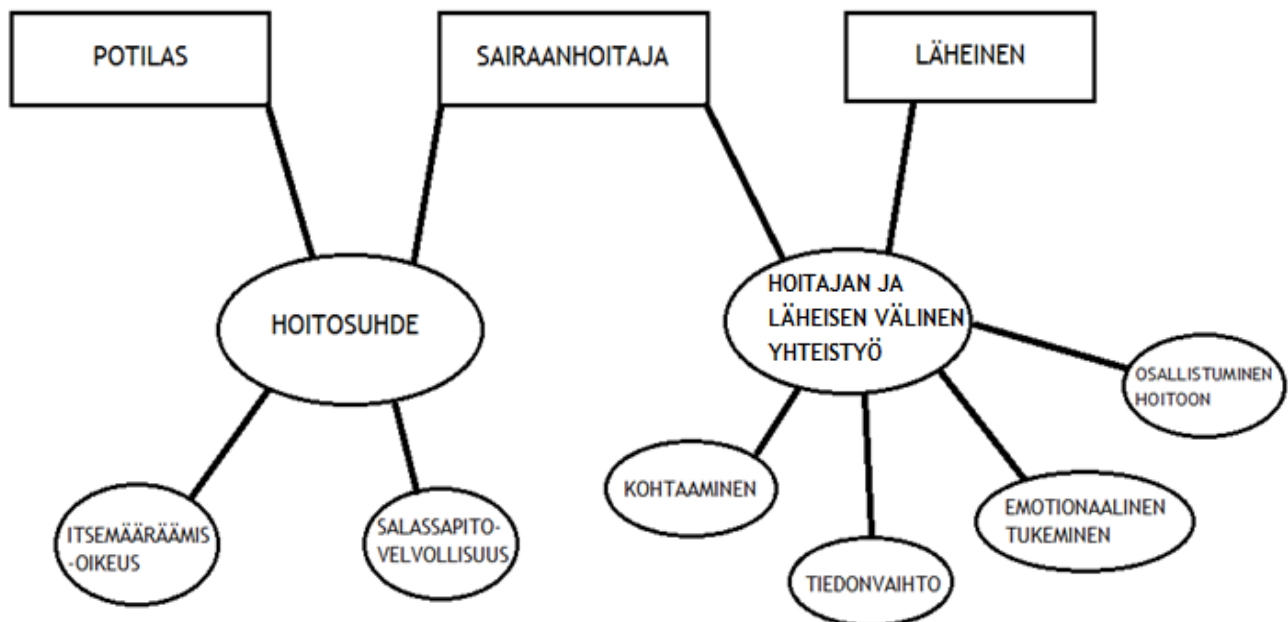 POTILAS
SAIRAANHOITAJA
LÄHEINEN
HOITOSUHDE
HOITAJAN JA
LÄHEISEN VÄLINEN
YHTEISTYÖ
OSALLISTUMINEN
HOITOON
ITSEMÄÄRÄÄMIS
-OIKEUS
SALASSAPITO-
VELVOLLISUUS
KOHTAAMINEN
TIEDONVAIHTO
EMOTIONAALINEN
TUKEMINEN